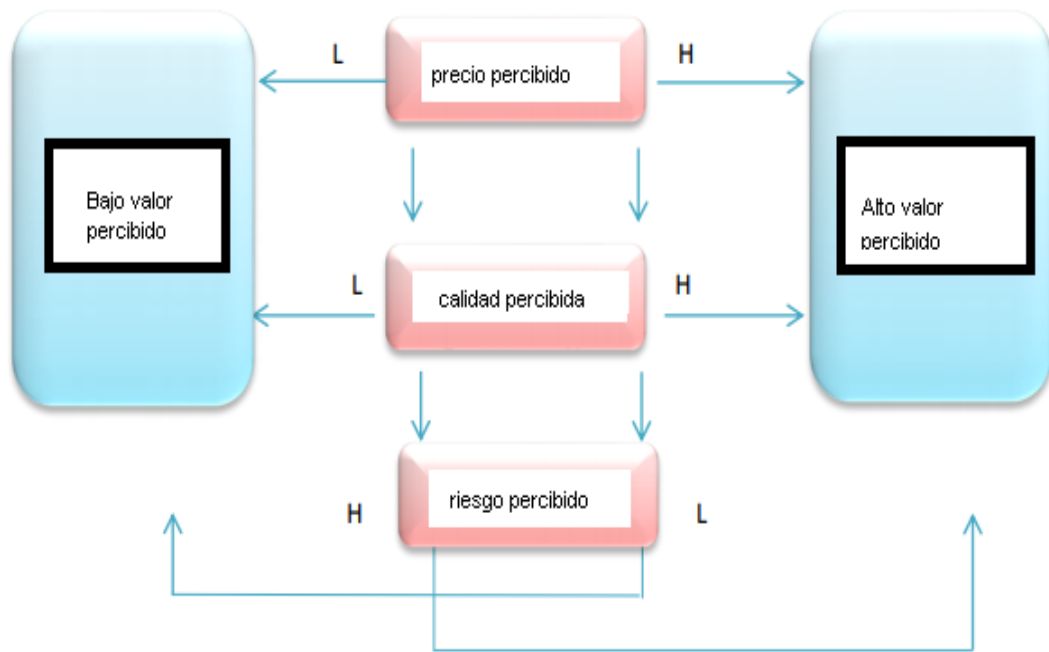 L
precio percibido
H
Bajo valor
percibido
Alto valor
percibido
L
calidad percibida
H
H
riesgo percibido
L